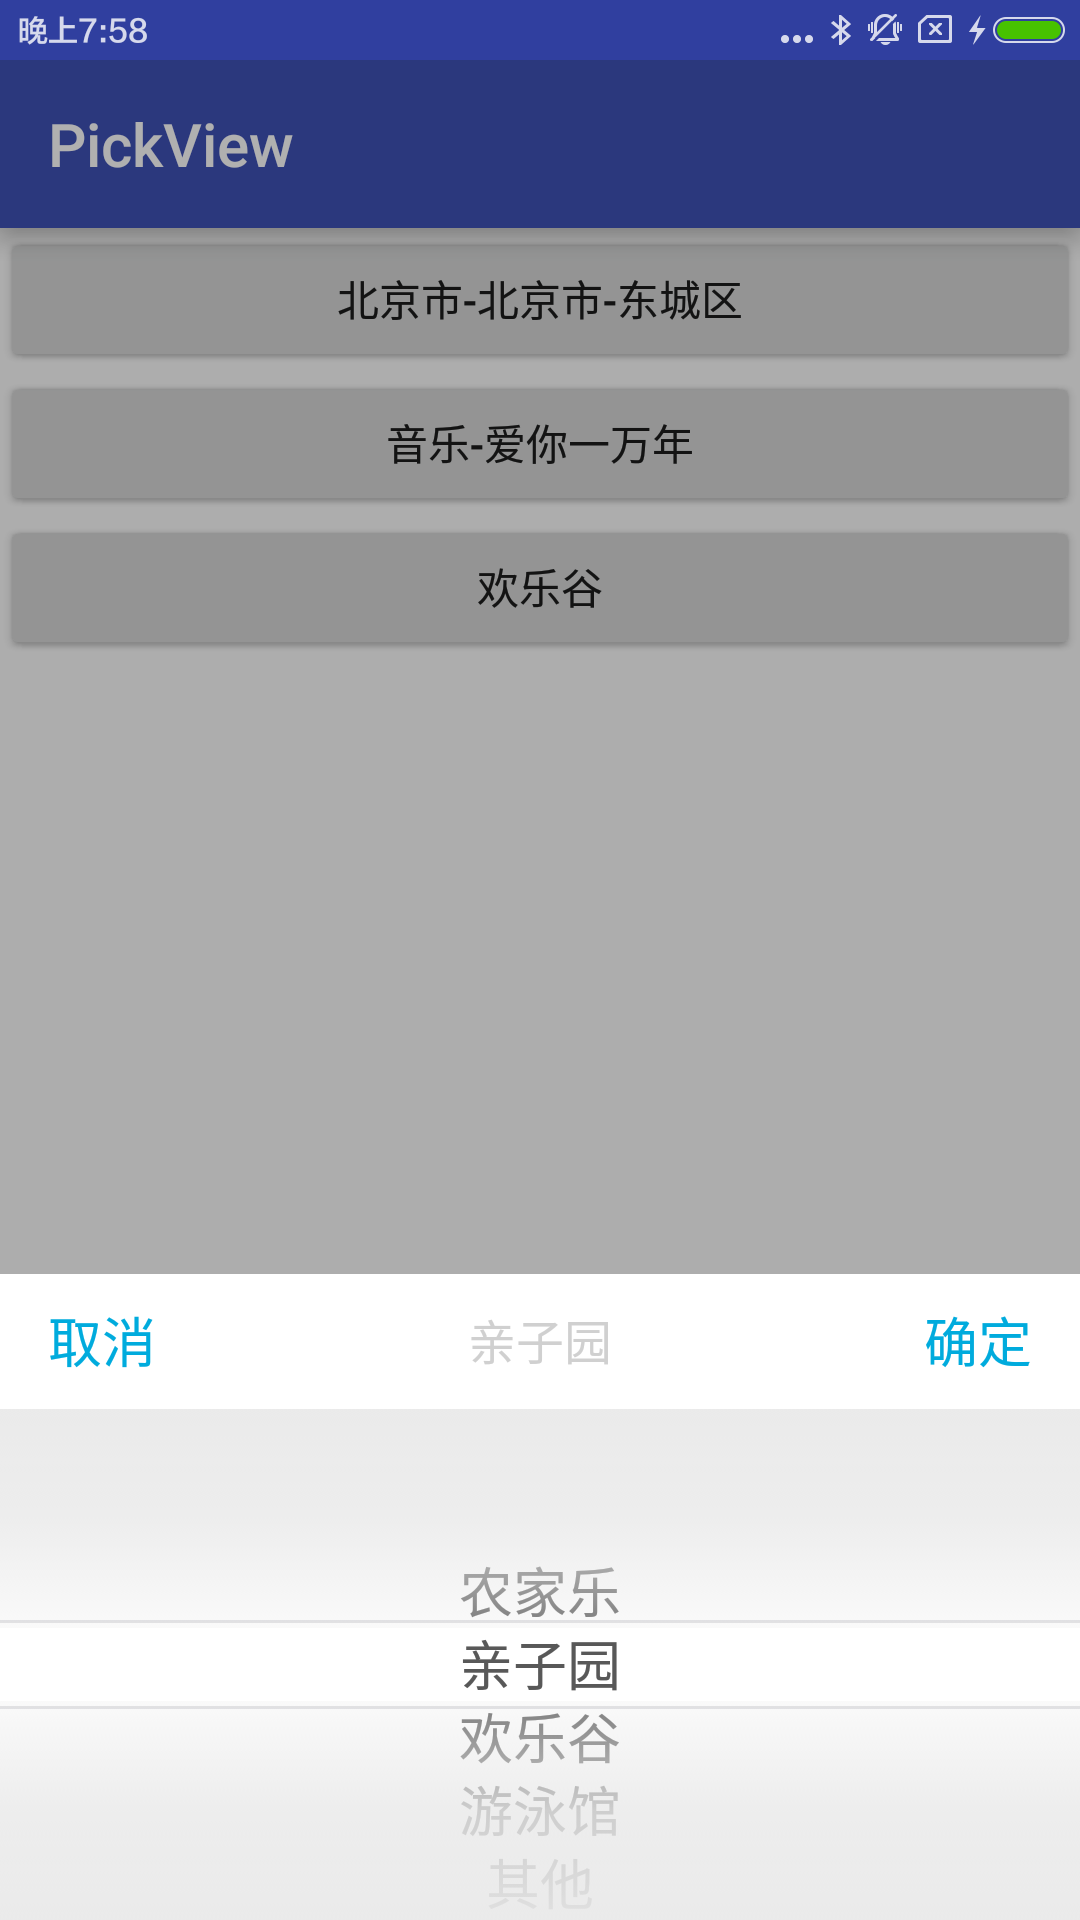 晚上7:58
PickView
北京市-北京市-东城区
音乐-爱你一万年
欢乐谷
取消 亲子园 确定
农家乐
亲子园
欢乐谷
游泳馆
其他